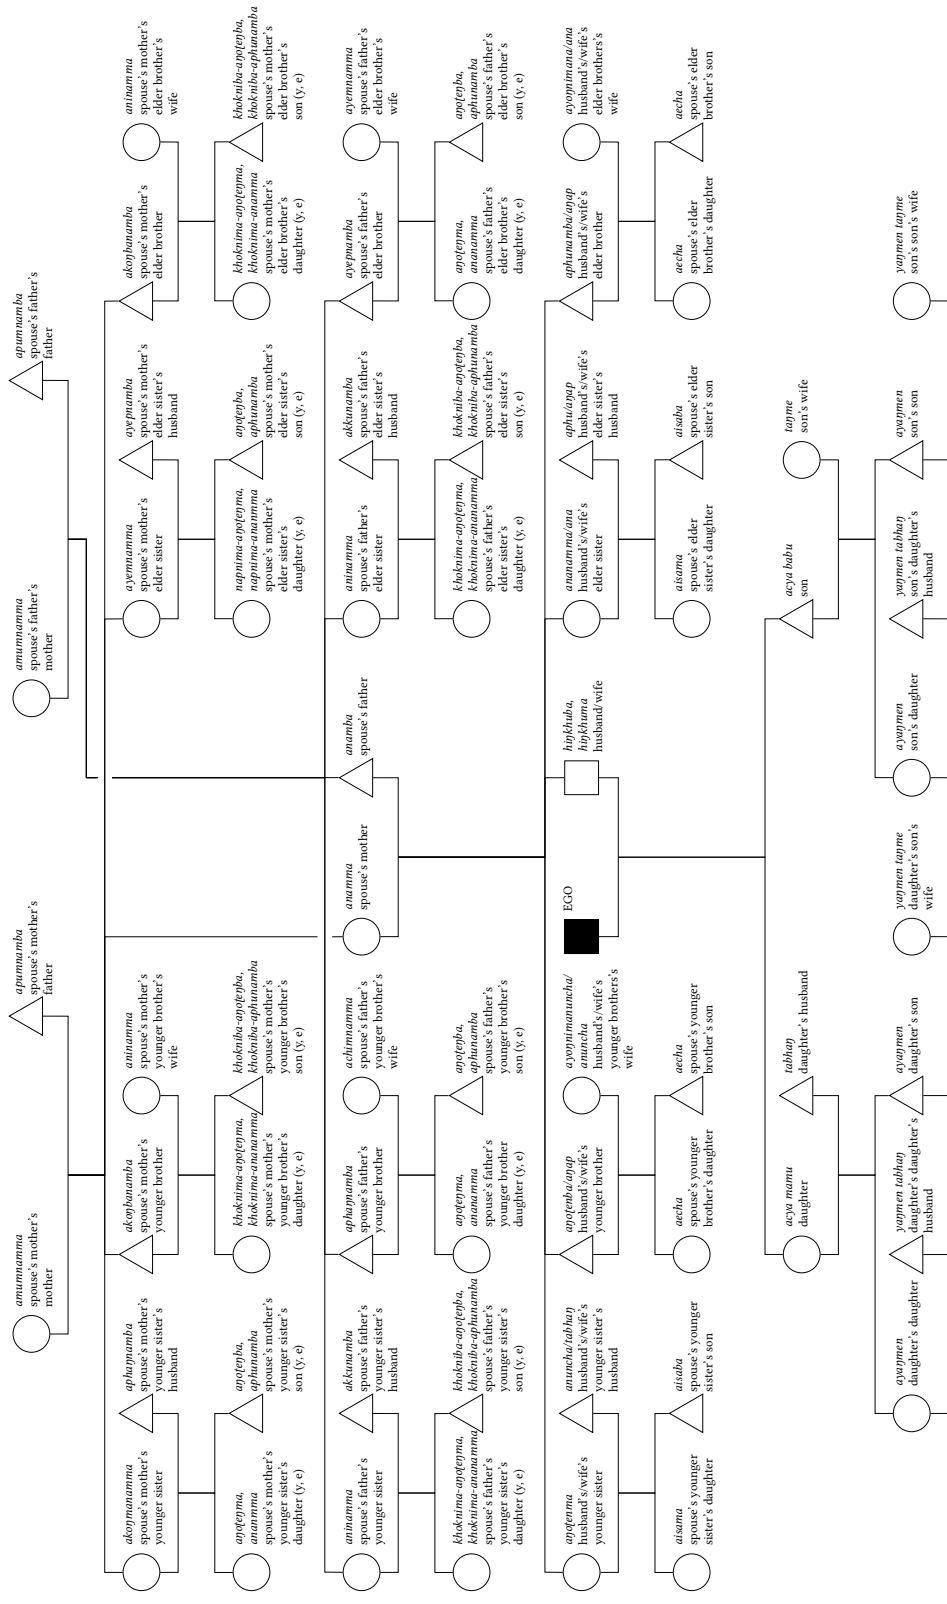 amumnamma
spouse's mother's
mother
apumnamba
spouse's mother's
father
amumnamma
spouse's father's
mother
apumnamba
spouse's father's
father
akoŋmanamma
spouse's mother's
younger sister
aphaŋnamba
spouse's mother's
younger sister's
husband
akoŋbanamba
spouse's mother's
younger brother
aninamma
spouse's mother's
younger brother's
wife
ayemnamma
spouse's mother's
elder sister
ayepnamba
spouse's mother's
elder sister's
husband
akoŋbanamba
spouse's mother's
elder brother
aninamma
spouse's mother's
elder brother's
wife
aŋoʈeŋma,
ananmma
spouse's mother's
younger sister's
daughter (y, e)
aŋoʈeŋba,
aphunamba
spouse's mother's
younger sister's
son (y, e)
khoknima-aŋoʈeŋma,
khoknima-ananamma
spouse's mother's
younger brother's
daughter (y, e)
khokniba-aŋoʈeŋba,
khokniba-aphunamba
spouse's mother's
younger brother's
son (y, e)
napnima-aŋoʈeŋma,
napnima-ananmma
spouse's mother's
elder sister's
daughter (y, e)
aŋoʈeŋba,
aphunamba
spouse's mother's
elder sister's
son (y, e)
khoknima-aŋoʈeŋma,
khoknima-anamma
spouse's mother's
elder brother's
daughter (y, e)
khokniba-aŋoʈeŋba,
khokniba-aphunamba
spouse's mother's
elder brother's
son (y, e)
aninamma
spouse's father's
younger sister
akkunamba
spouse's father's
younger sister's
husband
aphaŋnamba
spouse's father's
younger brother
achimnamma
spouse's father's
younger brother's
wife
anamma
spouse's mother
anamba
spouse's father
aninamma
spouse's father's
elder sister
akkunamba
spouse's father's
elder sister's
husband
ayepnamba
spouse's father's
elder brother
ayemnamma
spouse's father's
elder brother's
wife
khoknima-aŋoʈeŋma,
khoknima-ananamma
spouse's father's
younger sister's
daughter (y, e)
khokniba-aŋoʈeŋba,
khokniba-aphunamba
spouse's father's
younger sister's
son (y, e)
aŋoʈeŋma,
ananamma
spouse's father's
younger brother
daughter (y, e)
aŋoʈeŋba,
aphunamba
spouse's father's
younger brother's
son (y, e)
khoknima-aŋoʈeŋma,
khoknima-ananamma
spouse's father's
elder sister's
daughter (y, e)
khokniba-aŋoʈeŋba,
khokniba-aphunamba
spouse's father's
elder sister's
son (y, e)
aŋoʈeŋma,
ananamma
spouse's father's
elder brother's
daughter (y, e)
aŋoʈeŋba,
aphunamba
spouse's father's
elder brother's
son (y, e)
aŋoʈenma
husband's/wife's
younger sister
anuncha/tabhaŋ
husband's/wife's
younger sister's
husband
aŋoʈenba/aŋap
husband's/wife's
younger brother
ayoŋnimanuncha/
anuncha
husband's/wife's
younger brothers's
wife
EGO
hiŋkhuba,
hiŋkhuma
husband/wife
ananamma/ana
husband's/wife's
elder sister
aphu/aŋap
husband's/wife's
elder sister's
husband
aphunamba/aŋap
husband's/wife's
elder brother
ayoŋnimana/ana
husband's/wife's
elder brothers's
wife
aisama
spouse's younger
sister's daughter
aisaba
spouse's younger
sister's son
aecha
spouse's younger
brother's daughter
aecha
spouse's younger
brother's son
aisama
spouse's elder
sister's daughter
aisaba
spouse's elder
sister's son
aecha
spouse's elder
brother's daughter
aecha
spouse's elder
brother's son
acya mamu
daughter
tabhaŋ
daughter's husband
acya babu
son
taŋme
son's wife
ayaŋmen
daughter's daughter
yaŋmen tabhaŋ
daughter's daughter's
husband
ayaŋmen
daughter's son
yaŋmen taŋme
daughter's son's
wife
ayaŋmen
son's daughter
yaŋmen tabhaŋ
son's daughter's
husband
ayaŋmen
son's son
yaŋmen taŋme
son's son's wife